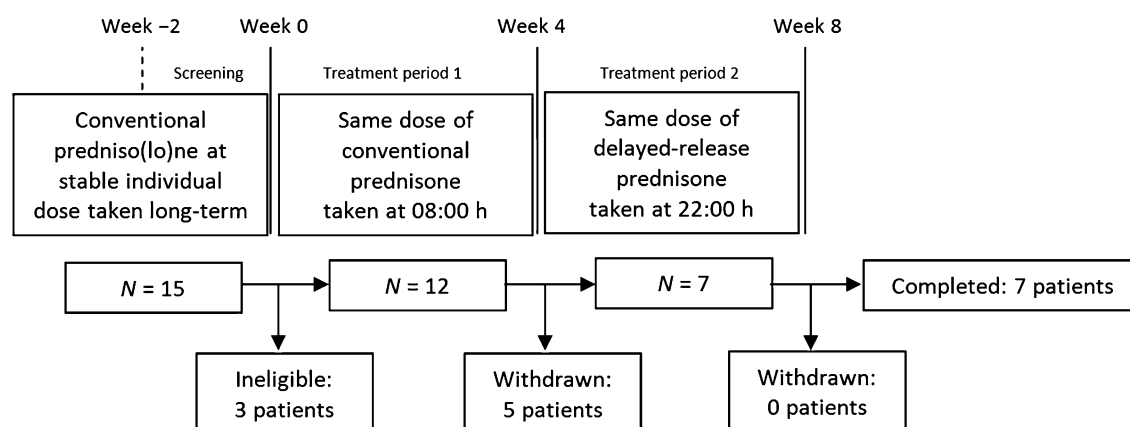 Week −2
Week 0
Week 4
Week 8
Screening
Treatment period 1
Treatment period 2
Conventional
predniso(lo)ne at
stable individual
dose taken long-term
Same dose of
conventional
prednisone
taken at 08:00 h
Same dose of
delayed-release
prednisone
taken at 22:00 h
N = 15
N = 12
N = 7
Completed: 7 patients
Ineligible:
3 patients
Withdrawn:
5 patients
Withdrawn:
0 patients